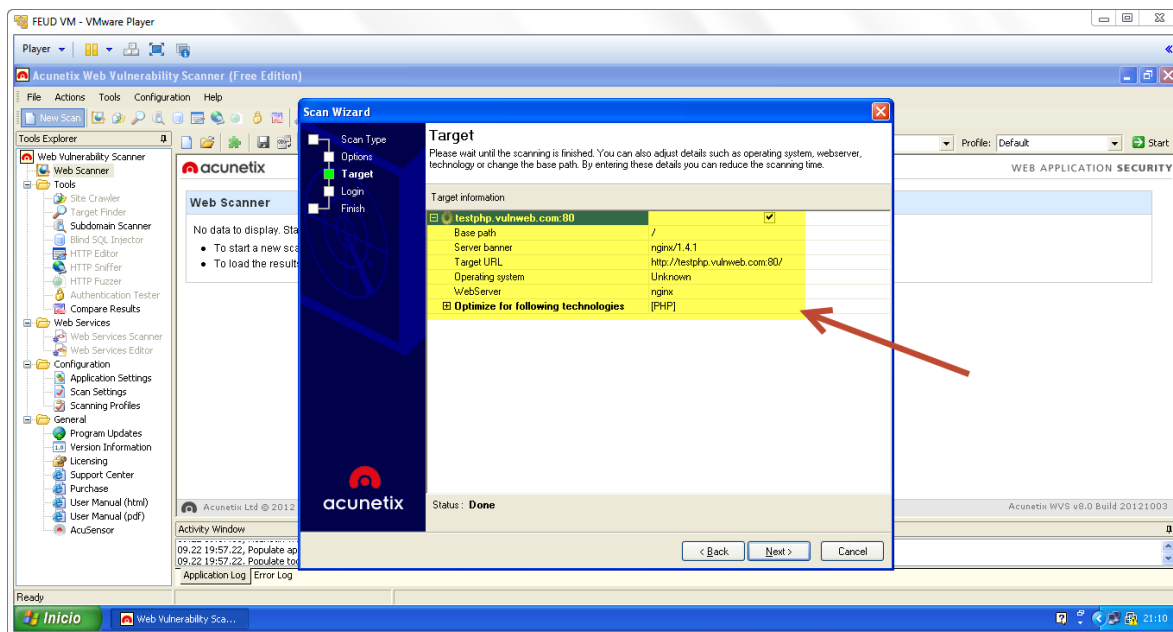 FEUD VM - VMware Player
Player
Acunetix Web Vulnerability Scanner (Free Edition)
File Actions Tools Configuration Help
New Scan
Profile: Default Start
Tools Explorer
Web Vulnerability Scanner
Web Scanner
Tools
Site Crawler
Target Finder
Subdomain Scanner
Blind SQL Injector
HTTP Editor
HTTP Sniffer
HTTP Fuzzer
Authentication Tester
Compare Results
Web Services
Web Services Scanner
Web Services Editor
Configuration
Application Settings
Scan Settings
Scanning Profiles
General
Program Updates
Version Information
Licensing
Support Center
Purchase
User Manual (html)
User Manual (pdf)
AcuSensor
acunetix
WEB APPLICATION SECURITY
Web Scanner
No data to display. Sta
To start a new sca
To load the results
Acunetix Ltd © 2012
Acunetix WVS v8.0 Build 20121003
Scan Wizard
Scan Type
Options
Target
Login
Finish
acunetix
Target
Please wait until the scanning is finished. You can also adjust details such as operating system, webserver,
technology or change the base path. By entering these details you can reduce the scanning time.
Target information
testphp.vulnweb.com:80
Base path /
Server banner nginx/1.4.1
Target URL http://testphp.vulnweb.com:80/
Operating system Unknown
WebServer nginx
Optimize for following technologies [PHP]
Status : Done
< Back Next > Cancel
Activity Window
09.22 19:57.22, Populate ap
09.22 19:57.22, Populate too
Application Log Error Log
Ready
Inicio Web Vulnerability Sca... 21:10